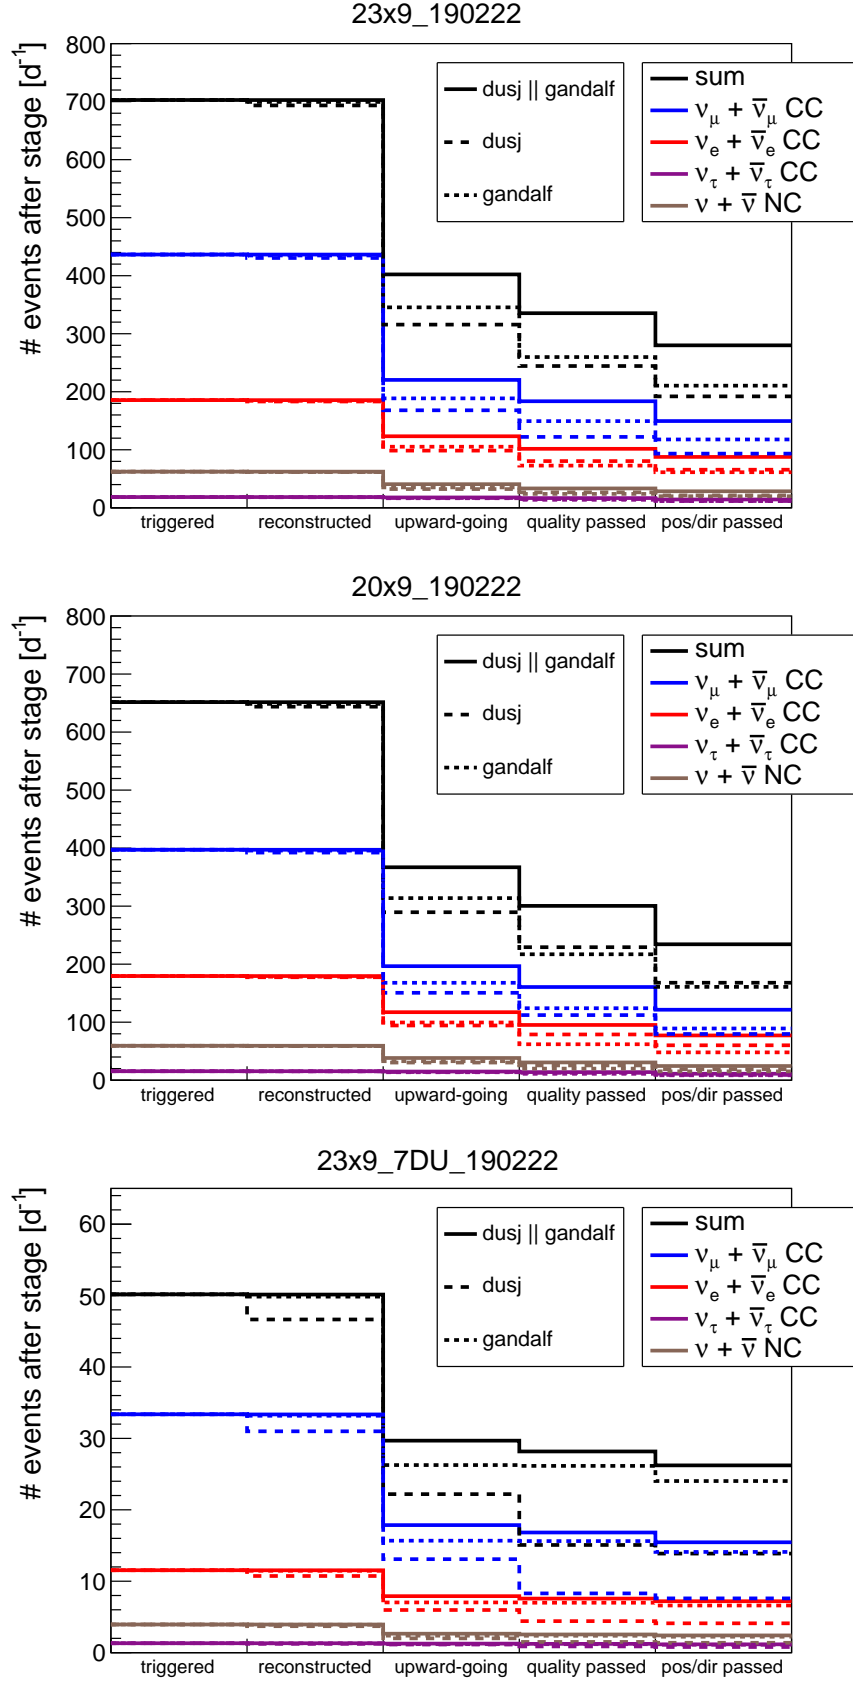 23x9_190222
# events after stage [d⁻¹]
800
700
600
500
400
300
200
100
0
dusj || gandalf
dusj
gandalf
sum
νμ + ν̅μ CC
νe + ν̅e CC
ντ + ν̅τ CC
ν + ν̅ NC
triggered reconstructed upward-going quality passed pos/dir passed
20x9_190222
# events after stage [d⁻¹]
800
700
600
500
400
300
200
100
0
dusj || gandalf
dusj
gandalf
sum
νμ + ν̅μ CC
νe + ν̅e CC
ντ + ν̅τ CC
ν + ν̅ NC
triggered reconstructed upward-going quality passed pos/dir passed
23x9_7DU_190222
# events after stage [d⁻¹]
60
50
40
30
20
10
0
dusj || gandalf
dusj
gandalf
sum
νμ + ν̅μ CC
νe + ν̅e CC
ντ + ν̅τ CC
ν + ν̅ NC
triggered reconstructed upward-going quality passed pos/dir passed